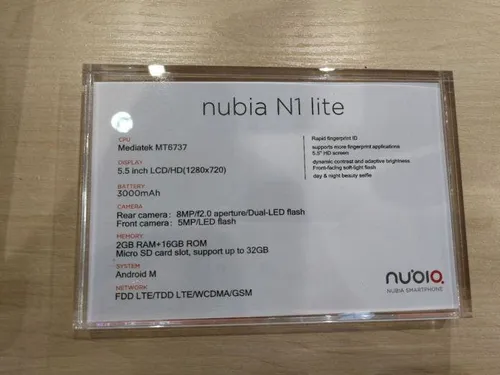 nubia N1 lite
CPU
Mediatek MT6737
DISPLAY
5.5 inch LCD/HD(1280x720)
BATTERY
3000mAh
CAMERA
Rear camera: 8MP/f2.0 aperture/Dual-LED flash
Front camera: 5MP/LED flash
MEMORY
2GB RAM+16GB ROM
Micro SD card slot, support up to 32GB
SYSTEM
Android M
NETWORK
FDD LTE/TDD LTE/WCDMA/GSM
Rapid fingerprint ID
supports more fingerprint applications
5.5" HD screen
dynamic contrast and adaptive brightness
Front-facing soft-light flash
day & night beauty selfie
nubia
NUBIA SMARTPHONE